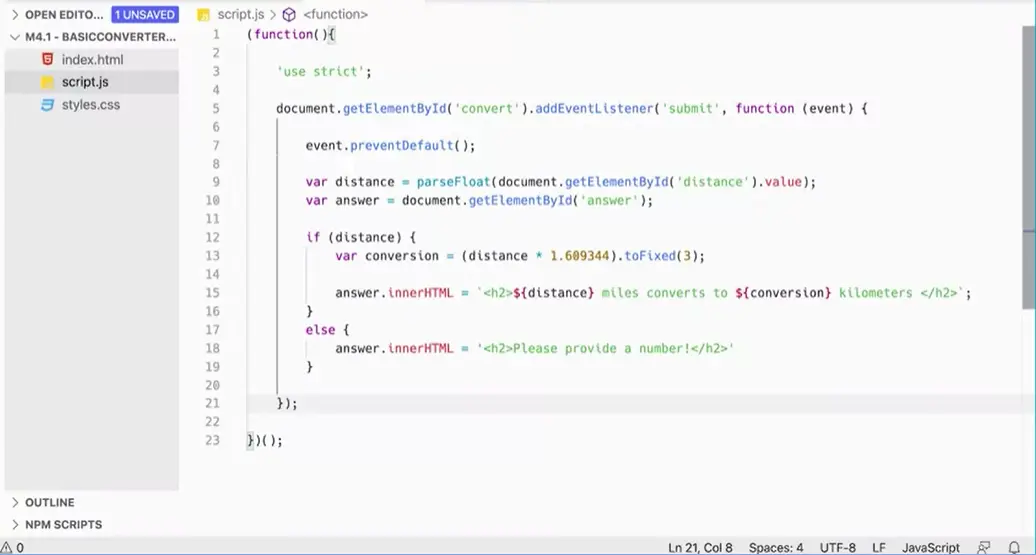 OPEN EDITO... 1 UNSAVED
M4.1 - BASICCONVERTER...
index.html
script.js
styles.css
OUTLINE
NPM SCRIPTS
script.js > <function>
1 (function(){
2
3 'use strict';
4
5 document.getElementById('convert').addEventListener('submit', function (event) {
6
7 event.preventDefault();
8
9 var distance = parseFloat(document.getElementById('distance').value);
10 var answer = document.getElementById('answer');
11
12 if (distance) {
13 var conversion = (distance * 1.609344).toFixed(3);
14
15 answer.innerHTML = `<h2>${distance} miles converts to ${conversion} kilometers </h2>`;
16 }
17 else {
18 answer.innerHTML = '<h2>Please provide a number!</h2>'
19 }
20
21 });
22
23 })();
0 Ln 21, Col 8 Spaces: 4 UTF-8 LF JavaScript